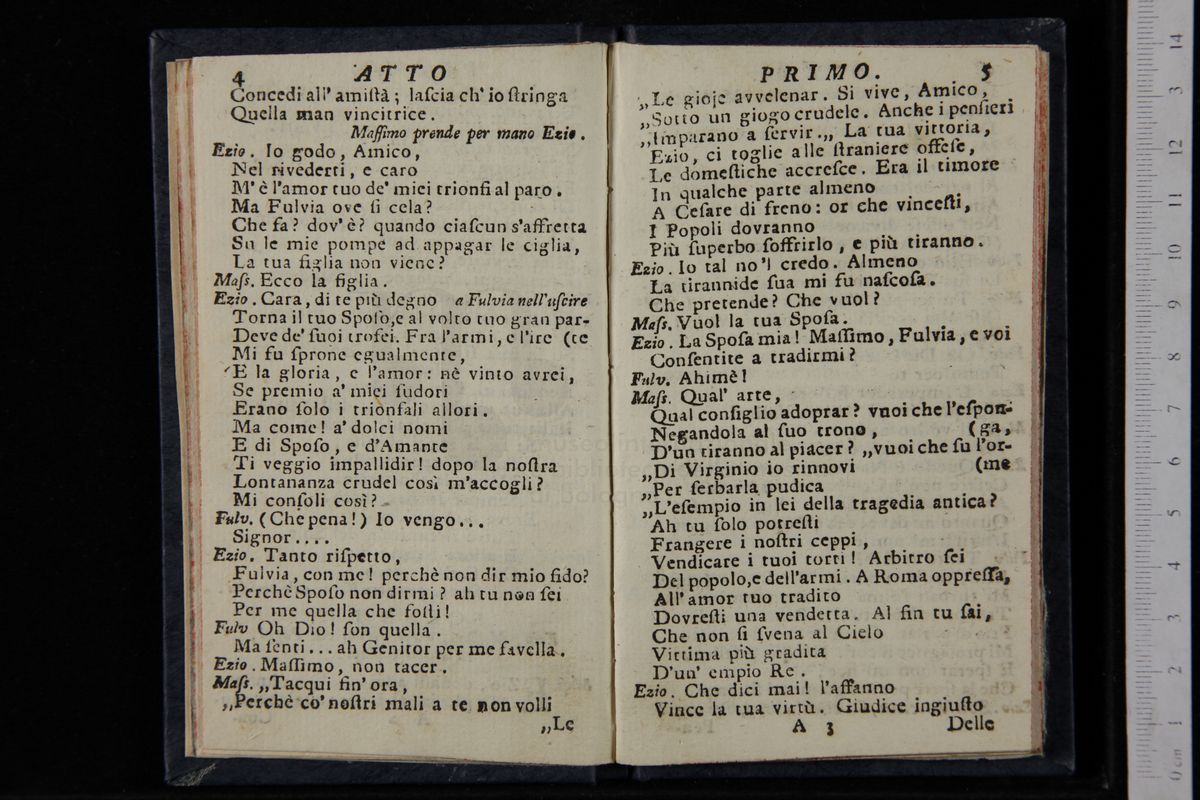 4 ATTO
Concedi all' amiſtà; laſcia ch' io ſtringa
Quella man vincitrice.
Maſſimo prende per mano Ezio.
Ezio. Io godo, Amico,
Nel rivederti, e caro
M' è l'amor tuo de' miei trionfi al paro.
Ma Fulvia ove ſi cela?
Che fa? dov' è? quando ciaſcun s'affretta
Su le mie pompe ad appagar le ciglia,
La tua figlia non viene?
Maſs. Ecco la figlia.
Ezio. Cara, di te più degno a Fulvia nell'uſcire
Torna il tuo Spoſo, e al volto tuo gran par-
Deve de' ſuoi trofei. Fra l'armi, e l'ire (te
Mi fu ſprone egualmente,
E la gloria, e l'amor: nè vinto avrei,
Se premio a' miei ſudori
Erano ſolo i trionfali allori.
Ma come! a' dolci nomi
E di Spoſo, e d'Amante
Ti veggio impallidir! dopo la noſtra
Lontananza crudel così m'accogli?
Mi conſoli così?
Fulv. (Che pena!) Io vengo...
Signor....
Ezio. Tanto riſpetto,
Fulvia, con me! perchè non dir mio fido?
Perchè Spoſo non dirmi? ah tu non ſei
Per me quella che foſti!
Fulv Oh Dio! ſon quella.
Ma ſenti... ah Genitor per me favella.
Ezio. Maſſimo, non tacer.
Maſs. „Tacqui fin' ora,
„Perchè co' noſtri mali a te non volli
„Le
PRIMO. 5
„Le gioje avvelenar. Si vive, Amico,
„Sotto un giogo crudele. Anche i penſieri
„Imparano a ſervir.„ La tua vittoria,
Ezio, ci toglie alle ſtraniere offeſe,
Le domeſtiche accreſce. Era il timore
In qualche parte almeno
A Ceſare di freno: or che vinceſti,
I Popoli dovranno
Più ſuperbo ſoffrirlo, e più tiranno.
Ezio. Io tal no'l credo. Almeno
La tirannide ſua mi fu naſcoſa.
Che pretende? Che vuol?
Maſs. Vuol la tua Spoſa.
Ezio. La Spoſa mia! Maſſimo, Fulvia, e voi
Conſentite a tradirmi?
Fulv. Ahimè!
Maſs. Qual' arte,
Qual conſiglio adoprar? vuoi che l'eſpon-
Negandola al ſuo trono, (ga,
D'un tiranno al piacer? „vuoi che ſu l'or-
„Di Virginio io rinnovi (me
„Per ſerbarla pudica
„L'eſempio in lei della tragedia antica?
Ah tu ſolo potreſti
Frangere i noſtri ceppi,
Vendicare i tuoi torti! Arbitro ſei
Del popolo, e dell'armi. A Roma oppreſſa,
All' amor tuo tradito
Dovreſti una vendetta. Al fin tu ſai,
Che non ſi ſvena al Cielo
Vittima più gradita
D'un' empio Re.
Ezio. Che dici mai! l'affanno
Vince la tua virtù. Giudice ingiuſto
A 3 Delle
0 cm 1 2 3 4 5 6 7 8 9 10 11 12 13 14